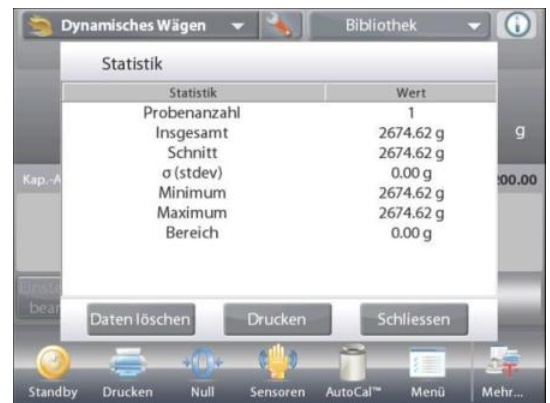 Dynamisches Wägen Bibliothek
Statistik
Statistik Wert
Probenanzahl 1
Insgesamt 2674.62 g
Schnitt 2674.62 g
σ (stdev) 0.00 g
Minimum 2674.62 g
Maximum 2674.62 g
Bereich 0.00 g
g
Kap.-A 00.00
Einste
bear
Daten löschen Drucken Schliessen
Standby Drucken Null Sensoren AutoCal™ Menü Mehr...